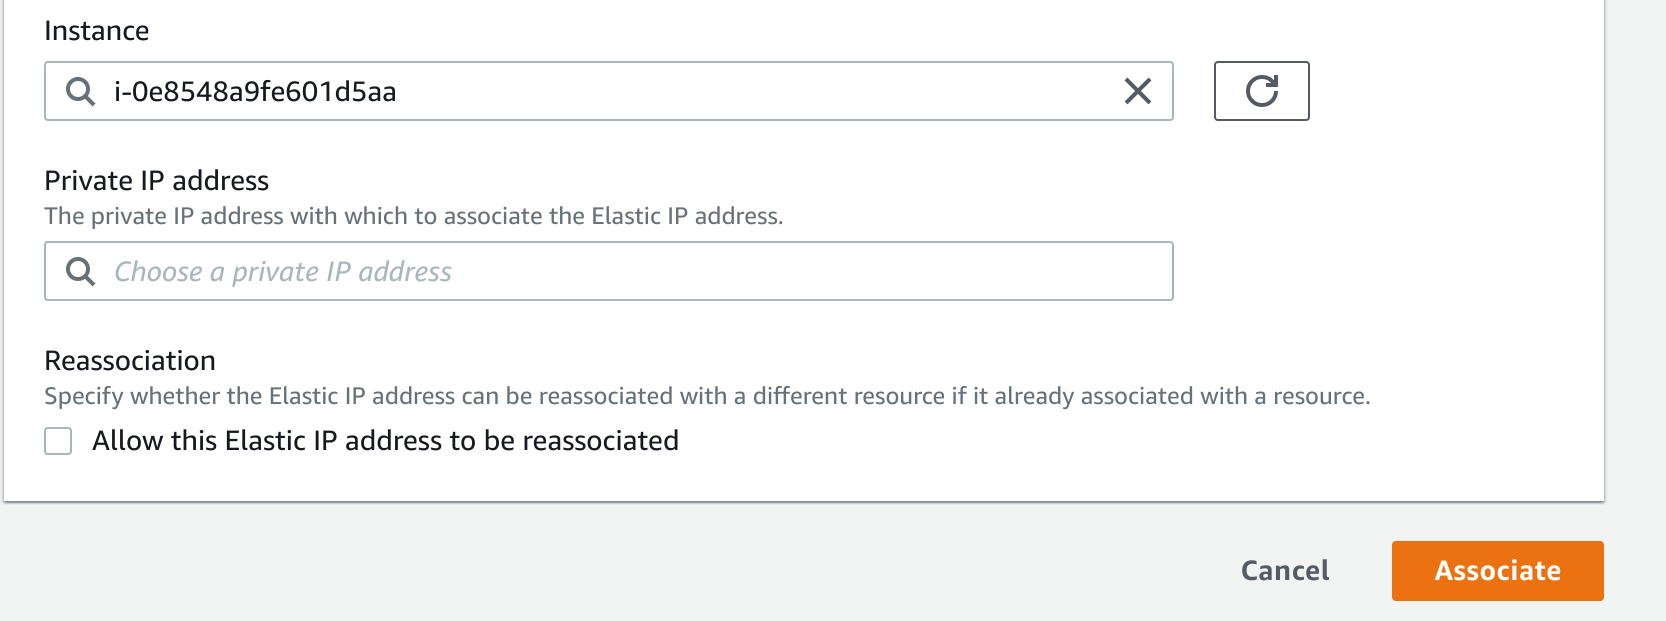 Instance
i-0e8548a9fe601d5aa
Private IP address
The private IP address with which to associate the Elastic IP address.
Choose a private IP address
Reassociation
Specify whether the Elastic IP address can be reassociated with a different resource if it already associated with a resource.
Allow this Elastic IP address to be reassociated
Cancel
Associate